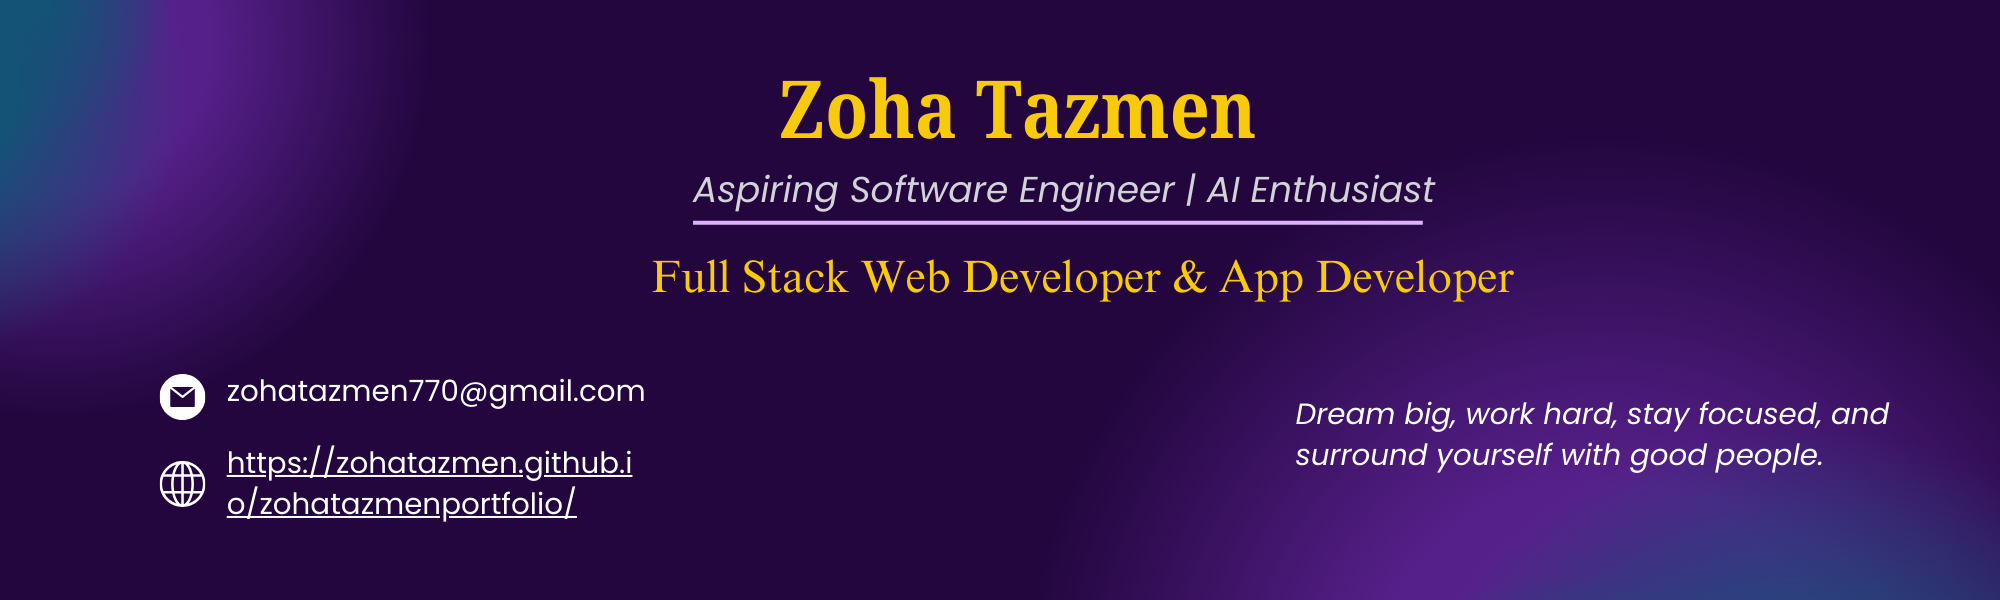 Zoha Tazmen
Aspiring Software Engineer | AI Enthusiast
Full Stack Web Developer & App Developer
zohatazmen770@gmail.com
https://zohatazmen.github.i
o/zohatazmenportfolio/
Dream big, work hard, stay focused, and
surround yourself with good people.